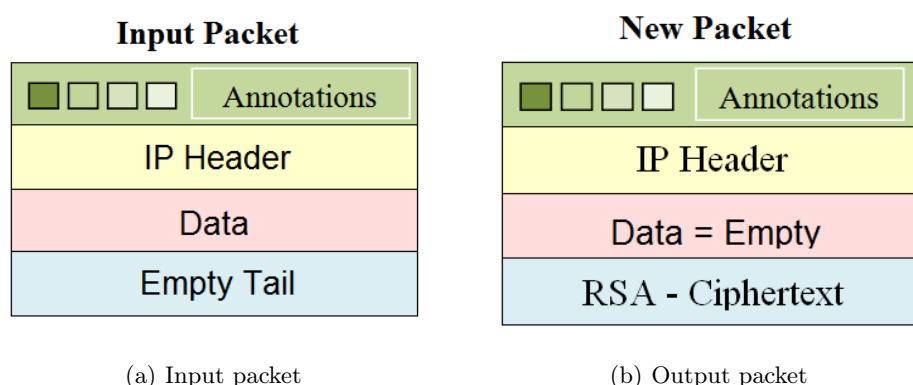 Input Packet
Annotations
IP Header
Data
Empty Tail
(a) Input packet
New Packet
Annotations
IP Header
Data = Empty
RSA - Ciphertext
(b) Output packet